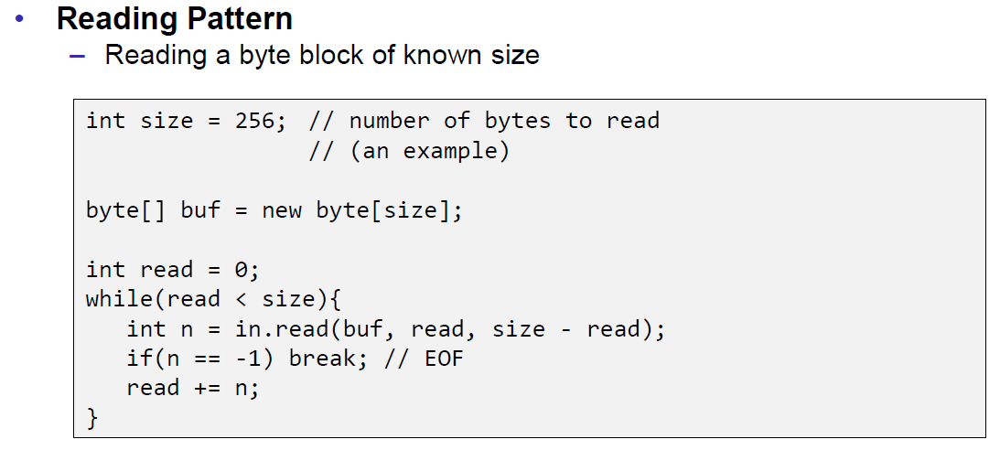 • Reading Pattern
– Reading a byte block of known size
int size = 256;  // number of bytes to read
                 // (an example)
byte[] buf = new byte[size];
int read = 0;
while(read < size){
   int n = in.read(buf, read, size - read);
   if(n == -1) break; // EOF
   read += n;
}